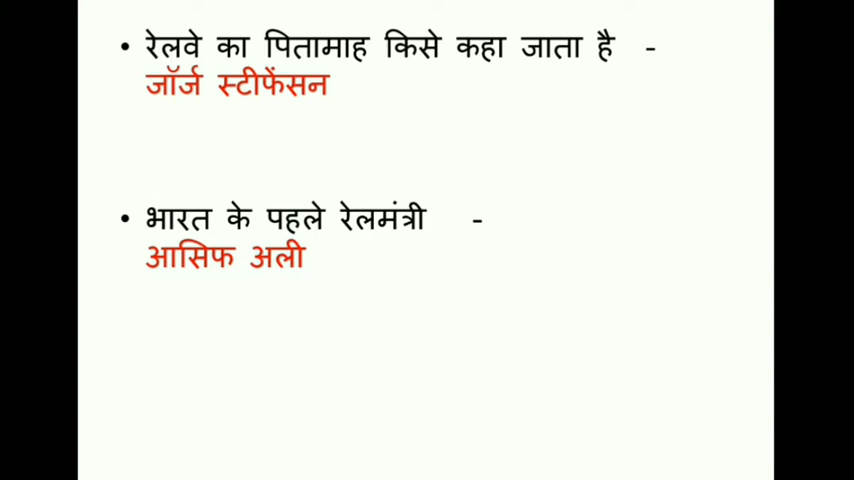 • रेलवे का पितामाह किसे कहा जाता है -
जॉर्ज स्टीफेंसन
• भारत के पहले रेलमंत्री -
आसिफ अली